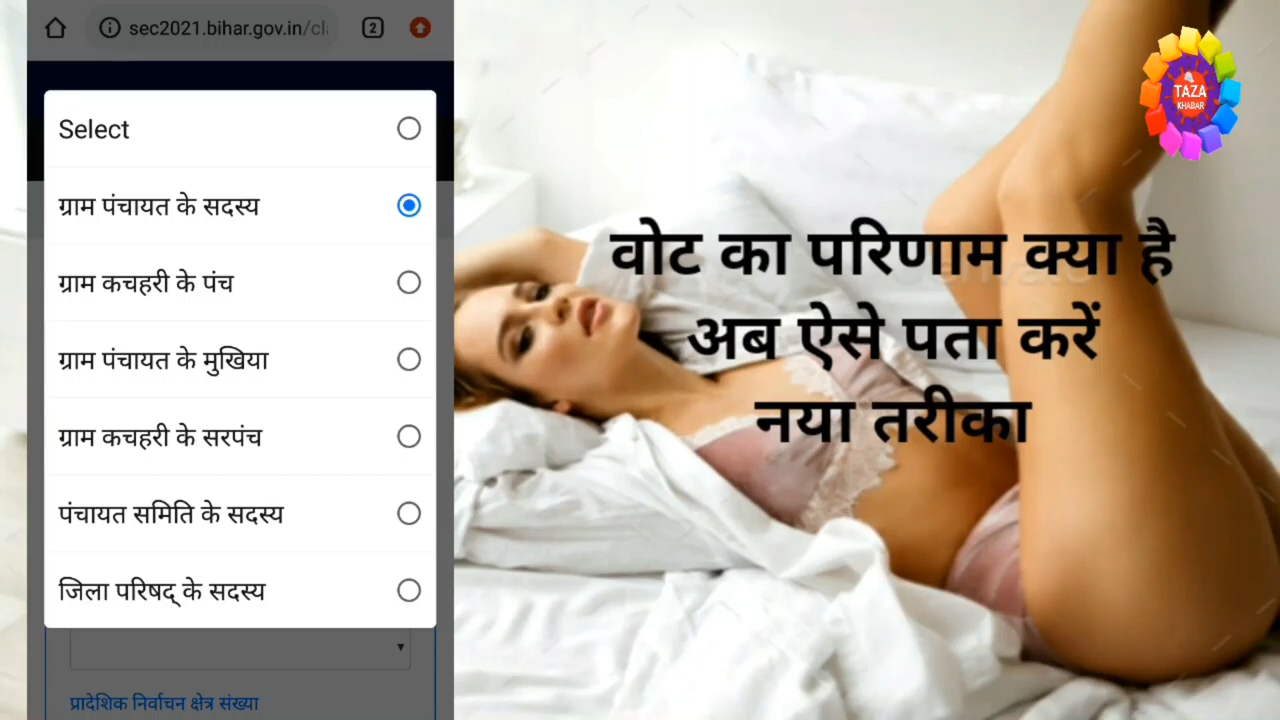 sec2021.bihar.gov.in/cl
2
Select
ग्राम पंचायत के सदस्य
ग्राम कचहरी के पंच
ग्राम पंचायत के मुखिया
ग्राम कचहरी के सरपंच
पंचायत समिति के सदस्य
जिला परिषद् के सदस्य
प्रादेशिक निर्वाचन क्षेत्र संख्या
TAZA
KHABAR
वोट का परिणाम क्या है
अब ऐसे पता करें
नया तरीका